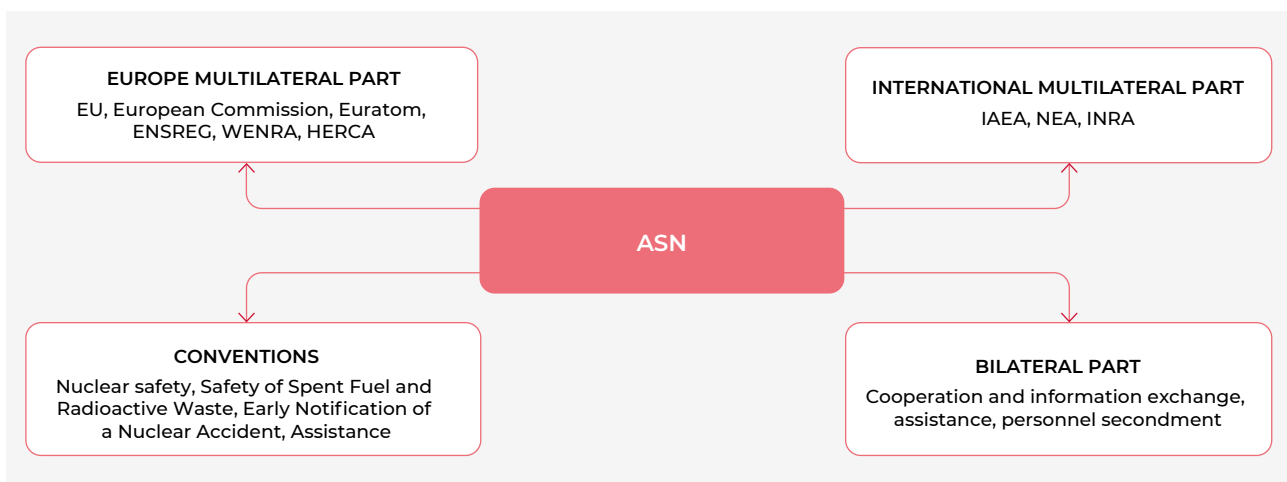 EUROPE MULTILATERAL PART
EU, European Commission, Euratom,
ENSREG, WENRA, HERCA
INTERNATIONAL MULTILATERAL PART
IAEA, NEA, INRA
ASN
CONVENTIONS
Nuclear safety, Safety of Spent Fuel and
Radioactive Waste, Early Notification of
a Nuclear Accident, Assistance
BILATERAL PART
Cooperation and information exchange,
assistance, personnel secondment